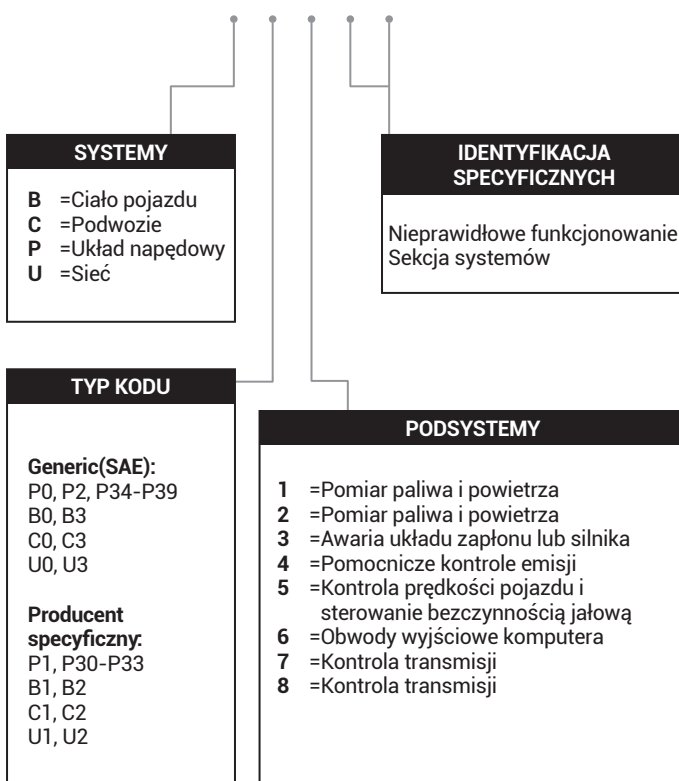 SYSTEMY
B =Ciało pojazdu
C =Podwozie
P =Układ napędowy
U =Sieć
IDENTYFIKACJA
SPECYFICZNYCH
Nieprawidłowe funkcjonowanie
Sekcja systemów
TYP KODU
Generic(SAE):
P0, P2, P34-P39
B0, B3
C0, C3
U0, U3
Producent
specyficzny:
P1, P30-P33
B1, B2
C1, C2
U1, U2
PODSYSTEMY
1 =Pomiar paliwa i powietrza
2 =Pomiar paliwa i powietrza
3 =Awaria układu zapłonu lub silnika
4 =Pomocnicze kontrole emisji
5 =Kontrola prędkości pojazdu i
sterowanie bezczynnością jałową
6 =Obwody wyjściowe komputera
7 =Kontrola transmisji
8 =Kontrola transmisji